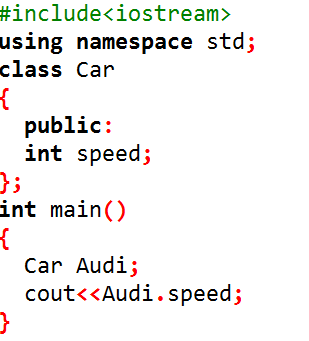 #include<iostream>
using namespace std;
class Car
{
  public:
  int speed;
};
int main()
{
  Car Audi;
  cout<<Audi.speed;
}